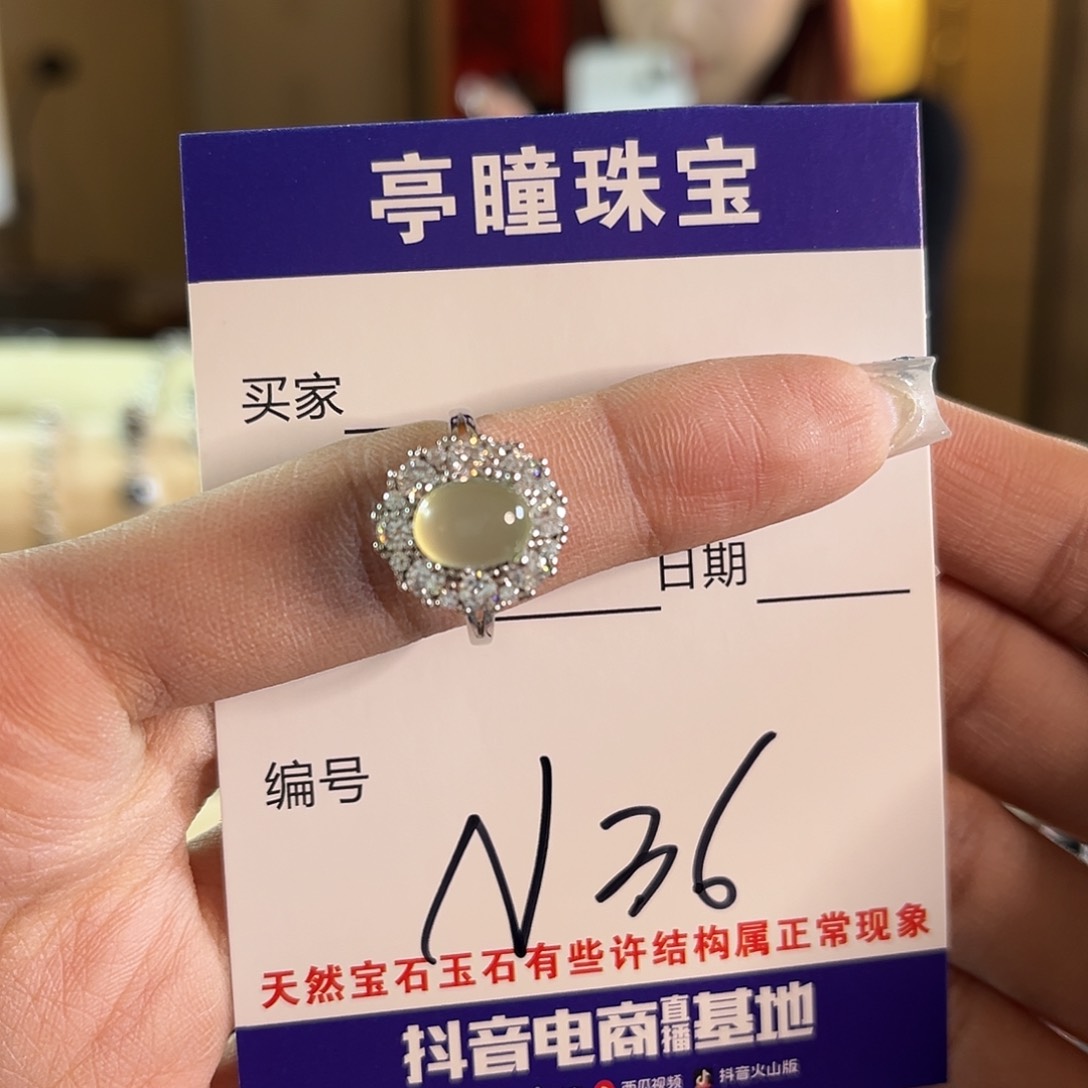 亭瞳珠宝
买家
日期
编号
N36
天然宝石玉石有些许结构属正常现象
抖音电商直播基地
西瓜视频 抖音火山版